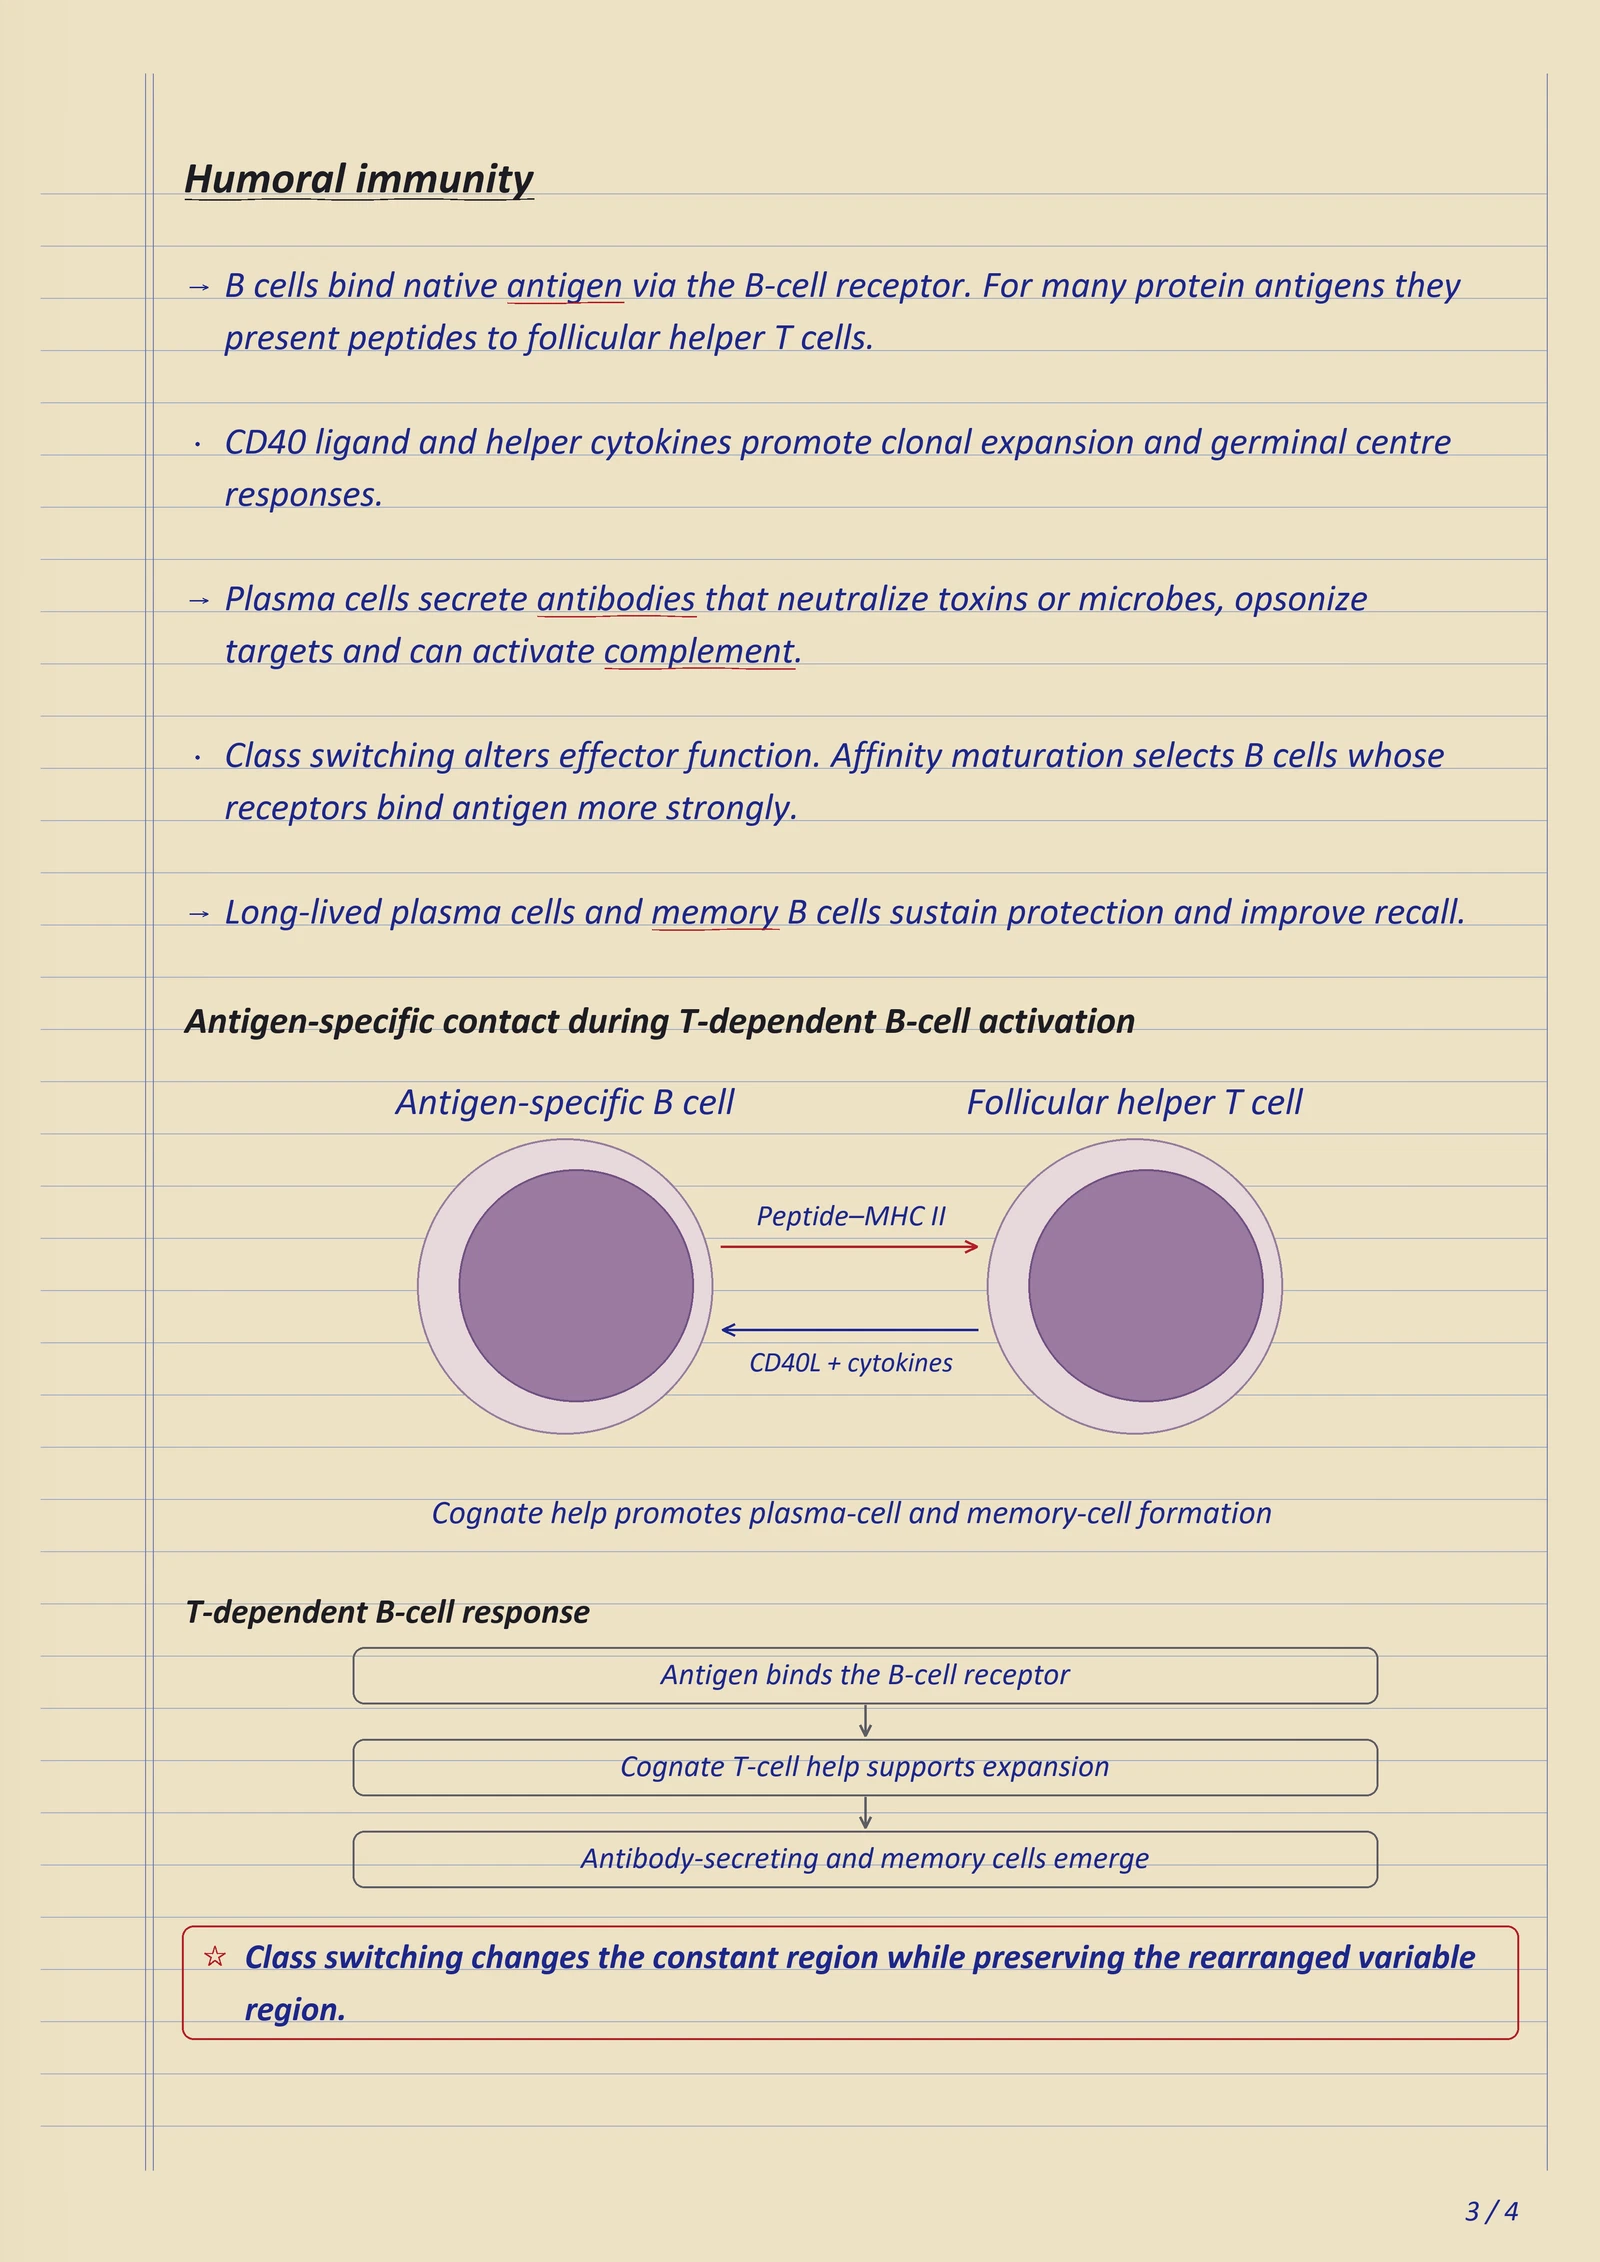 Humoral immunity
→ B cells bind native antigen via the B-cell receptor. For many protein antigens they
present peptides to follicular helper T cells.
· CD40 ligand and helper cytokines promote clonal expansion and germinal centre
responses.
→ Plasma cells secrete antibodies that neutralize toxins or microbes, opsonize
targets and can activate complement.
· Class switching alters effector function. Affinity maturation selects B cells whose
receptors bind antigen more strongly.
→ Long-lived plasma cells and memory B cells sustain protection and improve recall.
Antigen-specific contact during T-dependent B-cell activation
Antigen-specific B cell
Follicular helper T cell
Peptide–MHC II
CD40L + cytokines
Cognate help promotes plasma-cell and memory-cell formation
T-dependent B-cell response
Antigen binds the B-cell receptor
Cognate T-cell help supports expansion
Antibody-secreting and memory cells emerge
☆ Class switching changes the constant region while preserving the rearranged variable
region.
3 / 4